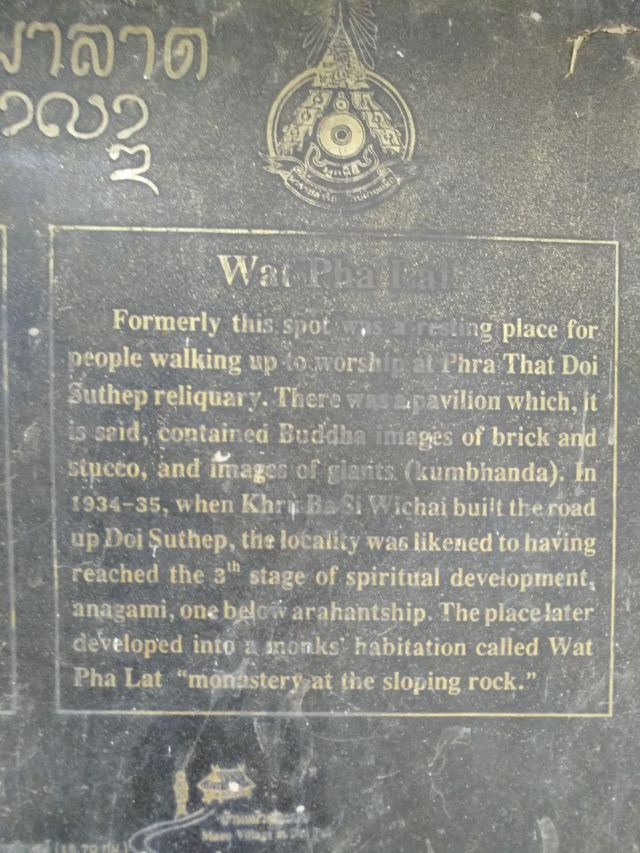 ผาลาด
Wat Pha Lat
Formerly this spot was a resting place for
people walking up to worship at Phra That Doi
Suthep reliquary. There was a pavilion which, it
is said, contained Buddha images of brick and
stucco, and images of giants (kumbhanda). In
1934-35, when Khru Ba Si Wichai built the road
up Doi Suthep, the locality was likened to having
reached the 3th stage of spiritual development,
anagami, one below arahantship. The place later
developed into a monks' habitation called Wat
Pha Lat "monastery at the sloping rock."
Village